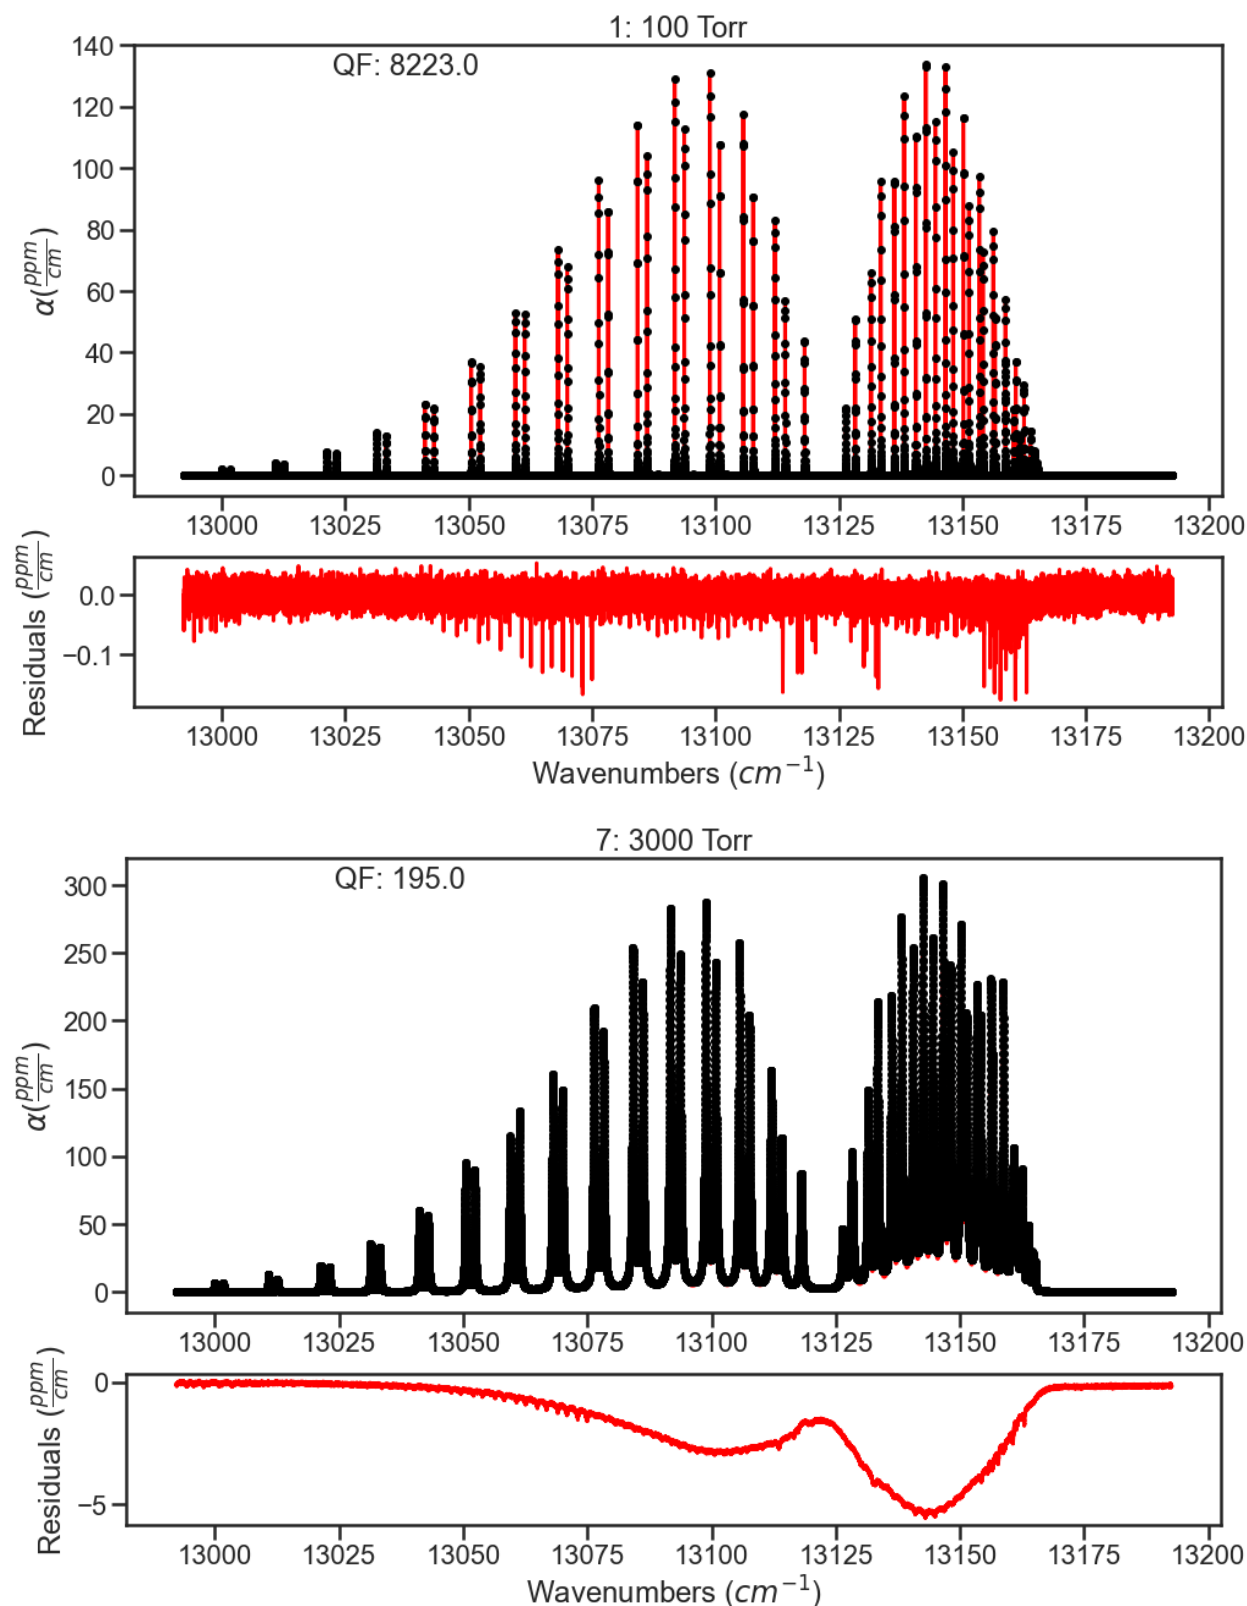 1: 100 Torr
QF: 8223.0
140
120
100
80
60
40
20
0
α(ppm/cm)
13000 13025 13050 13075 13100 13125 13150 13175 13200
0.0
−0.1
Residuals (ppm/cm)
13000 13025 13050 13075 13100 13125 13150 13175 13200
Wavenumbers (cm⁻¹)
7: 3000 Torr
QF: 195.0
300
250
200
150
100
50
0
α(ppm/cm)
13000 13025 13050 13075 13100 13125 13150 13175 13200
0
−5
Residuals (ppm/cm)
13000 13025 13050 13075 13100 13125 13150 13175 13200
Wavenumbers (cm⁻¹)